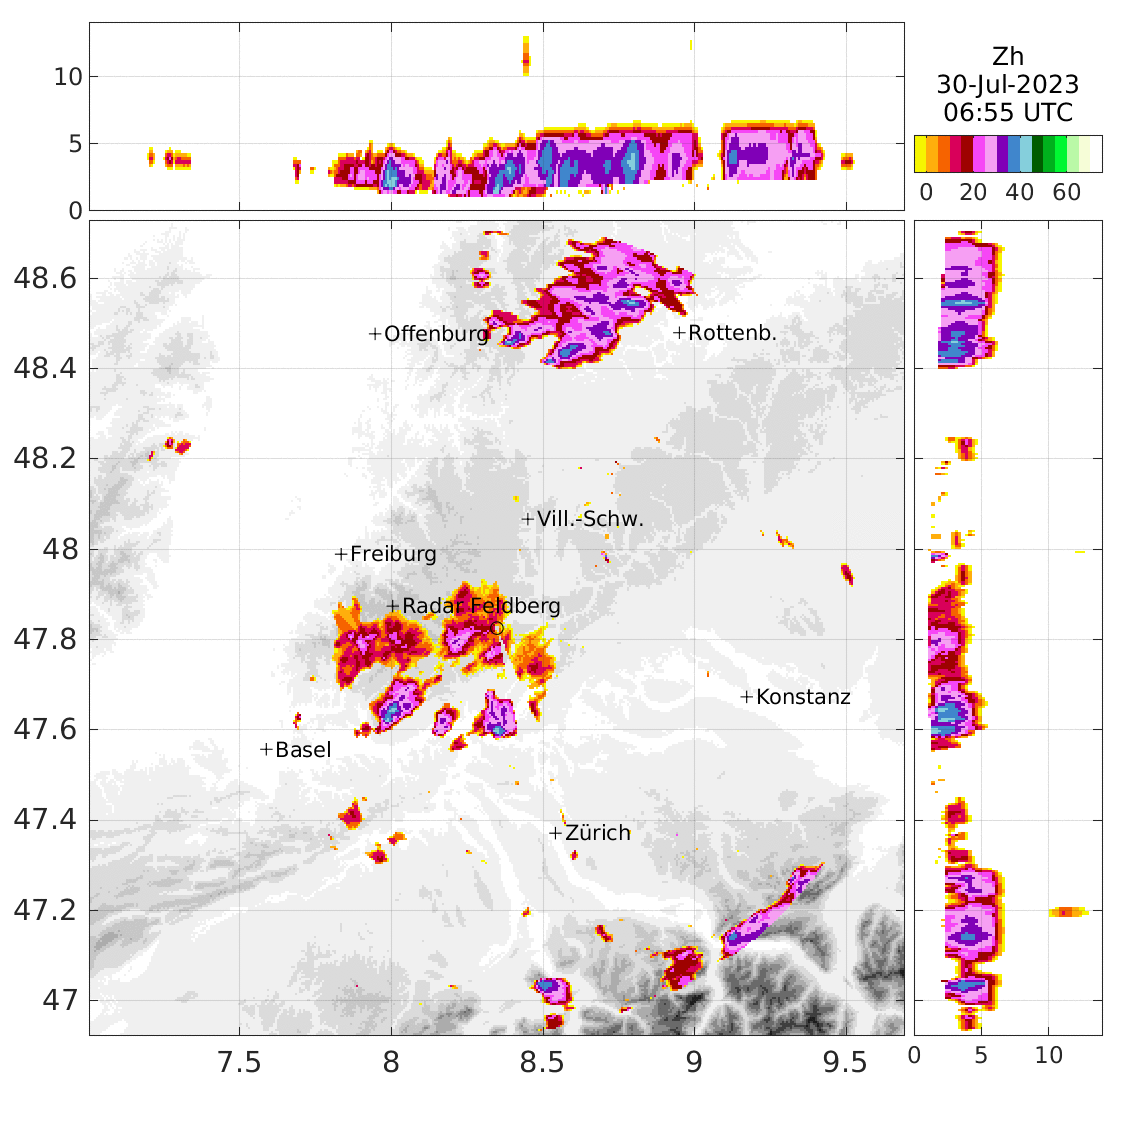 10
5
0
Zh
30-Jul-2023
06:55 UTC
0 20 40 60
48.6
48.4
48.2
48
47.8
47.6
47.4
47.2
47
+Offenburg
+Rottenb.
+Vill.-Schw.
+Freiburg
+Radar Feldberg
+Konstanz
+Basel
+Zürich
7.5 8 8.5 9 9.5
0 5 10